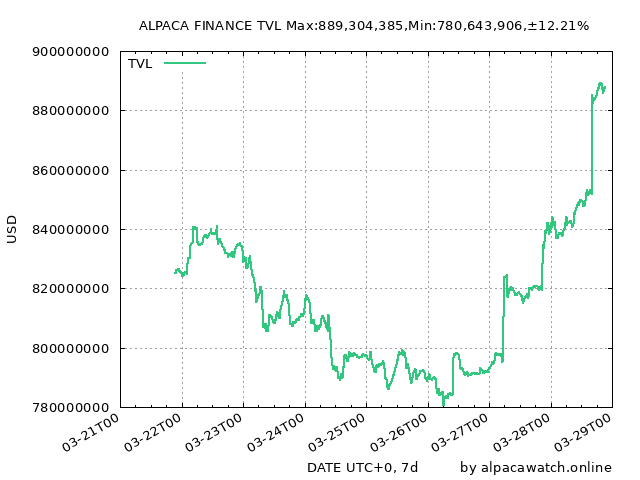 ALPACA FINANCE TVL Max:889,304,385,Min:780,643,906,±12.21%
TVL
900000000
880000000
860000000
840000000
820000000
800000000
780000000
USD
03-21T00
03-22T00
03-23T00
03-24T00
03-25T00
03-26T00
03-27T00
03-28T00
03-29T00
DATE UTC+0, 7d
by alpacawatch.online